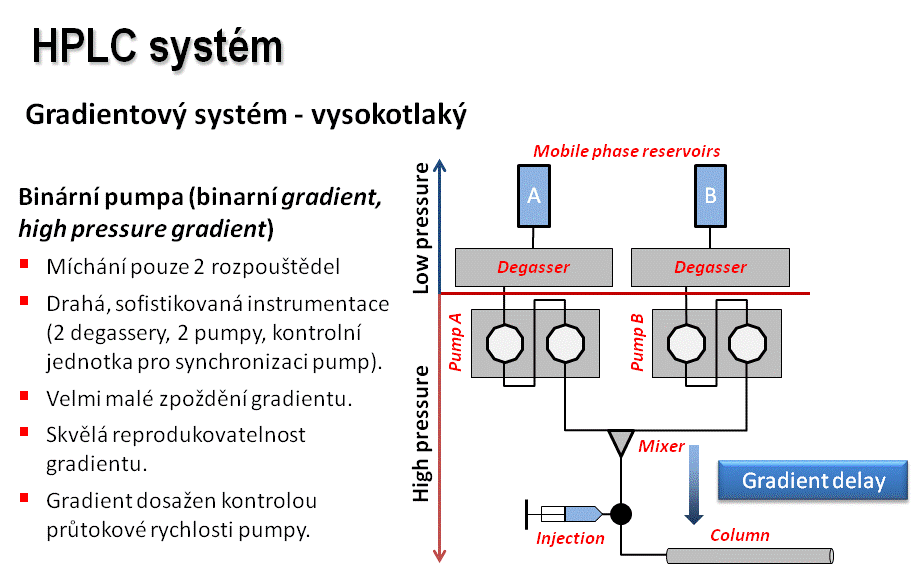 HPLC systém
Gradientový systém - vysokotlaký
Binární pumpa (binarní gradient,
high pressure gradient)
Míchání pouze 2 rozpouštědel
Drahá, sofistikovaná instrumentace
(2 degassery, 2 pumpy, kontrolní
jednotka pro synchronizaci pump).
Velmi malé zpoždění gradientu.
Skvělá reprodukovatelnost
gradientu.
Gradient dosažen kontrolou
průtokové rychlosti pumpy.
Mobile phase reservoirs
A
B
Low pressure
Degasser
Degasser
Pump A
Pump B
High pressure
Mixer
Gradient delay
Injection
Column